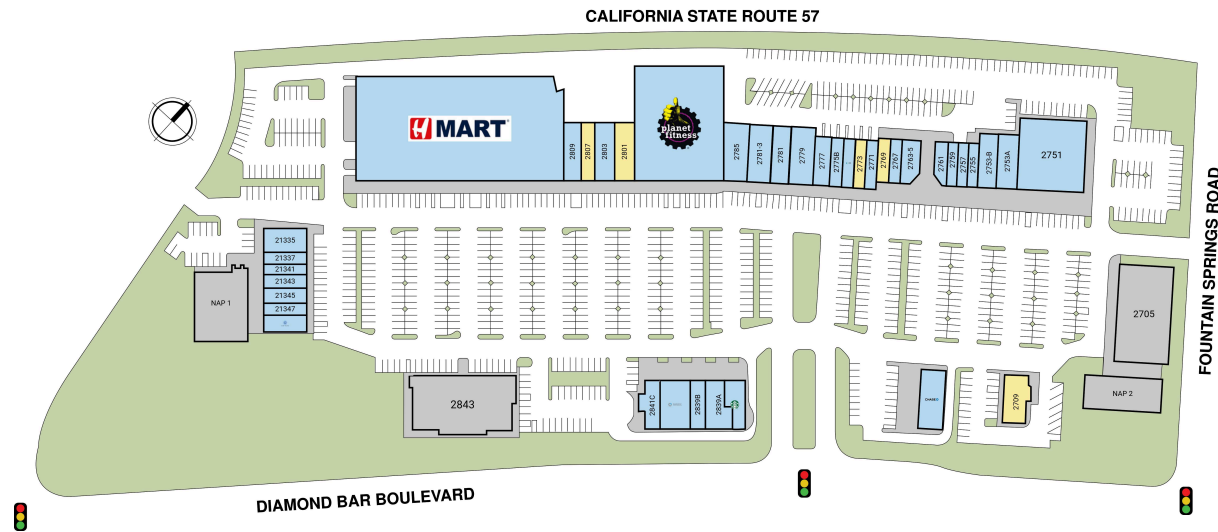 CALIFORNIA STATE ROUTE 57
H MART
planet
fitness
2809
2807
2803
2801
2785
2781-3
2781
2779
2777
2775B
2773
2771
2769
2767
2763-5
2761
2759
2757
2755
2753-B
2753A
2751
FOUNTAIN SPRINGS ROAD
21335
21337
21341
21343
21345
21347
NAP 1
2843
2841C
2839B
2839A
CHASE
2709
2705
NAP 2
DIAMOND BAR BOULEVARD